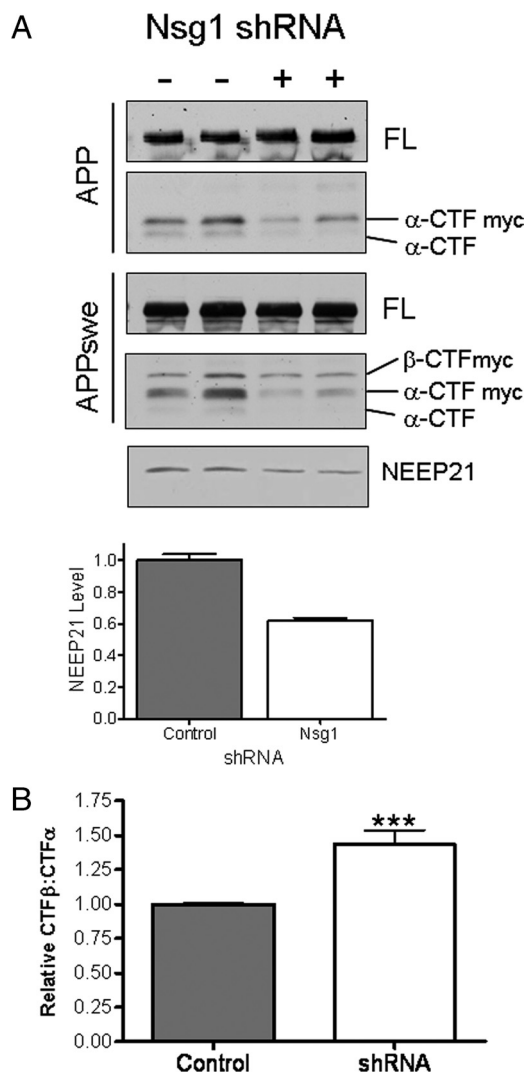 A
Nsg1 shRNA
- - + +
APP
FL
α-CTF myc
α-CTF
APPswe
FL
β-CTFmyc
α-CTF myc
α-CTF
NEEP21
NEEP21 Level
1.0
0.8
0.6
0.4
0.2
0.0
Control Nsg1
shRNA
B
Relative CTFβ:CTFα
1.75
1.50
1.25
1.00
0.75
0.50
0.25
0.00
***
Control shRNA